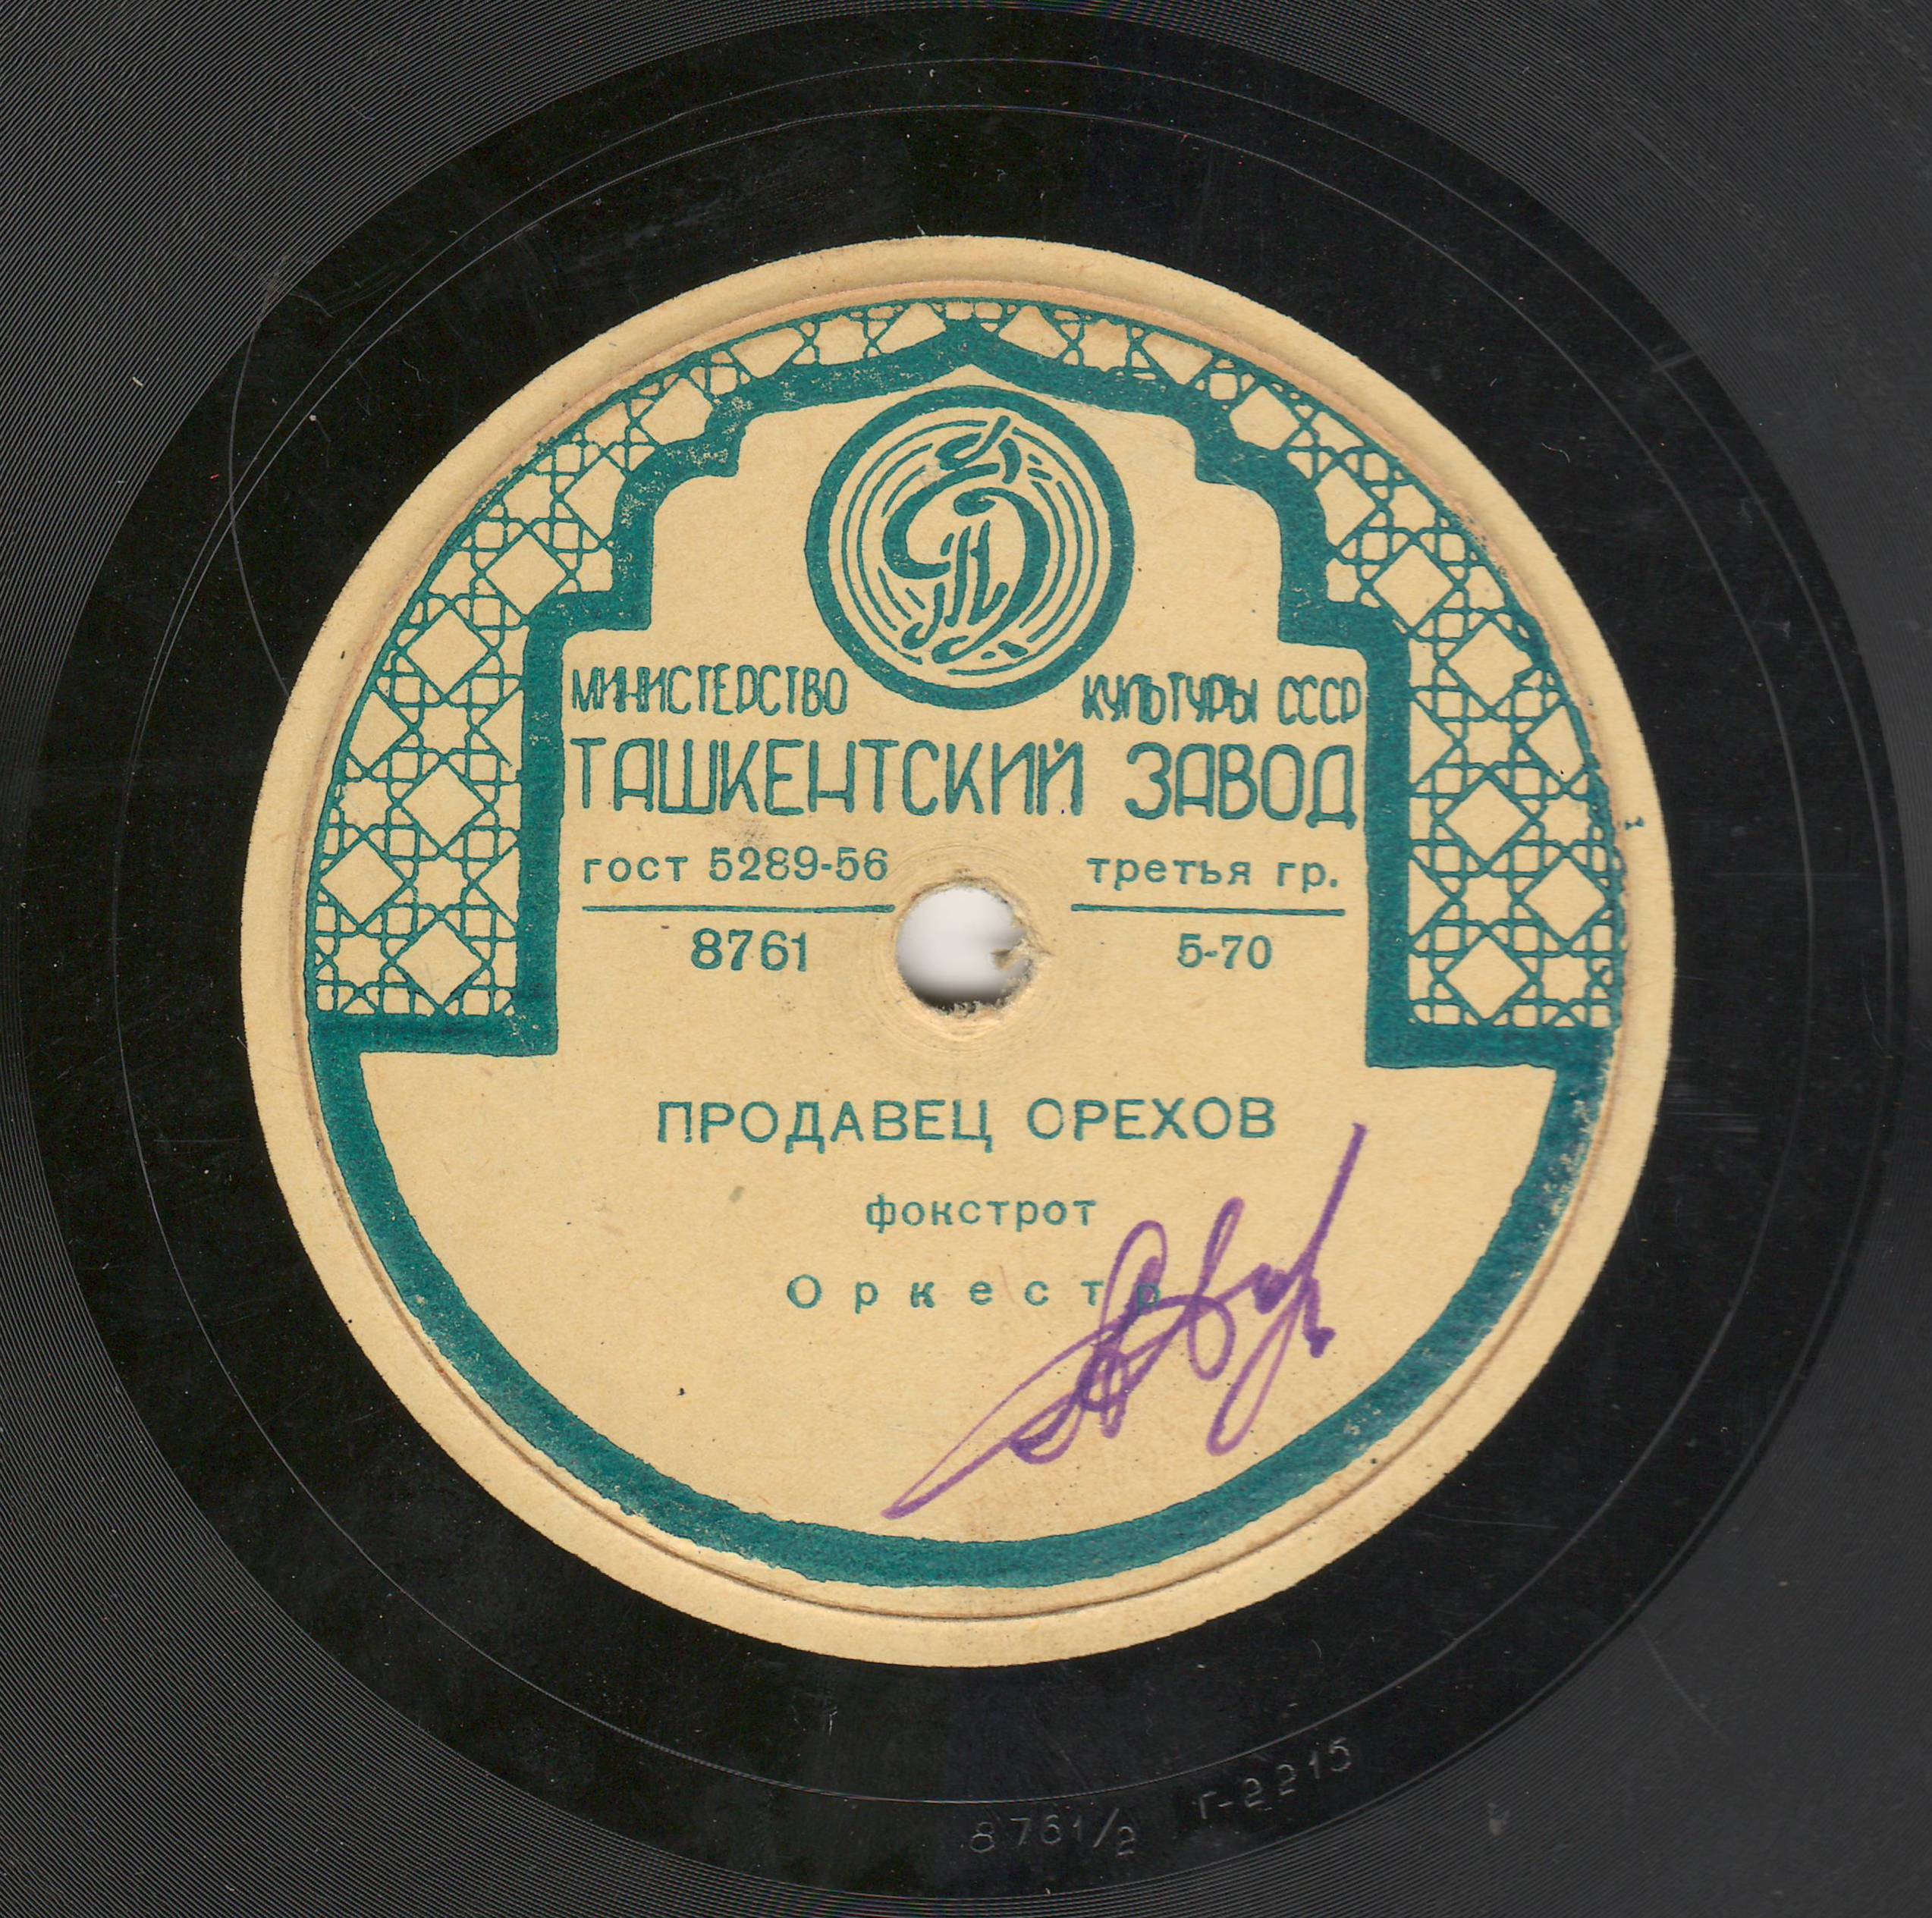 МИНИСТЕРСТВО КУЛЬТУРЫ СССР
ТАШКЕНТСКИЙ ЗАВОД
гост 5289-56 третья гр.
8761 5-70
ПРОДАВЕЦ ОРЕХОВ
фокстрот
Оркестр
8761/2 Г-2215